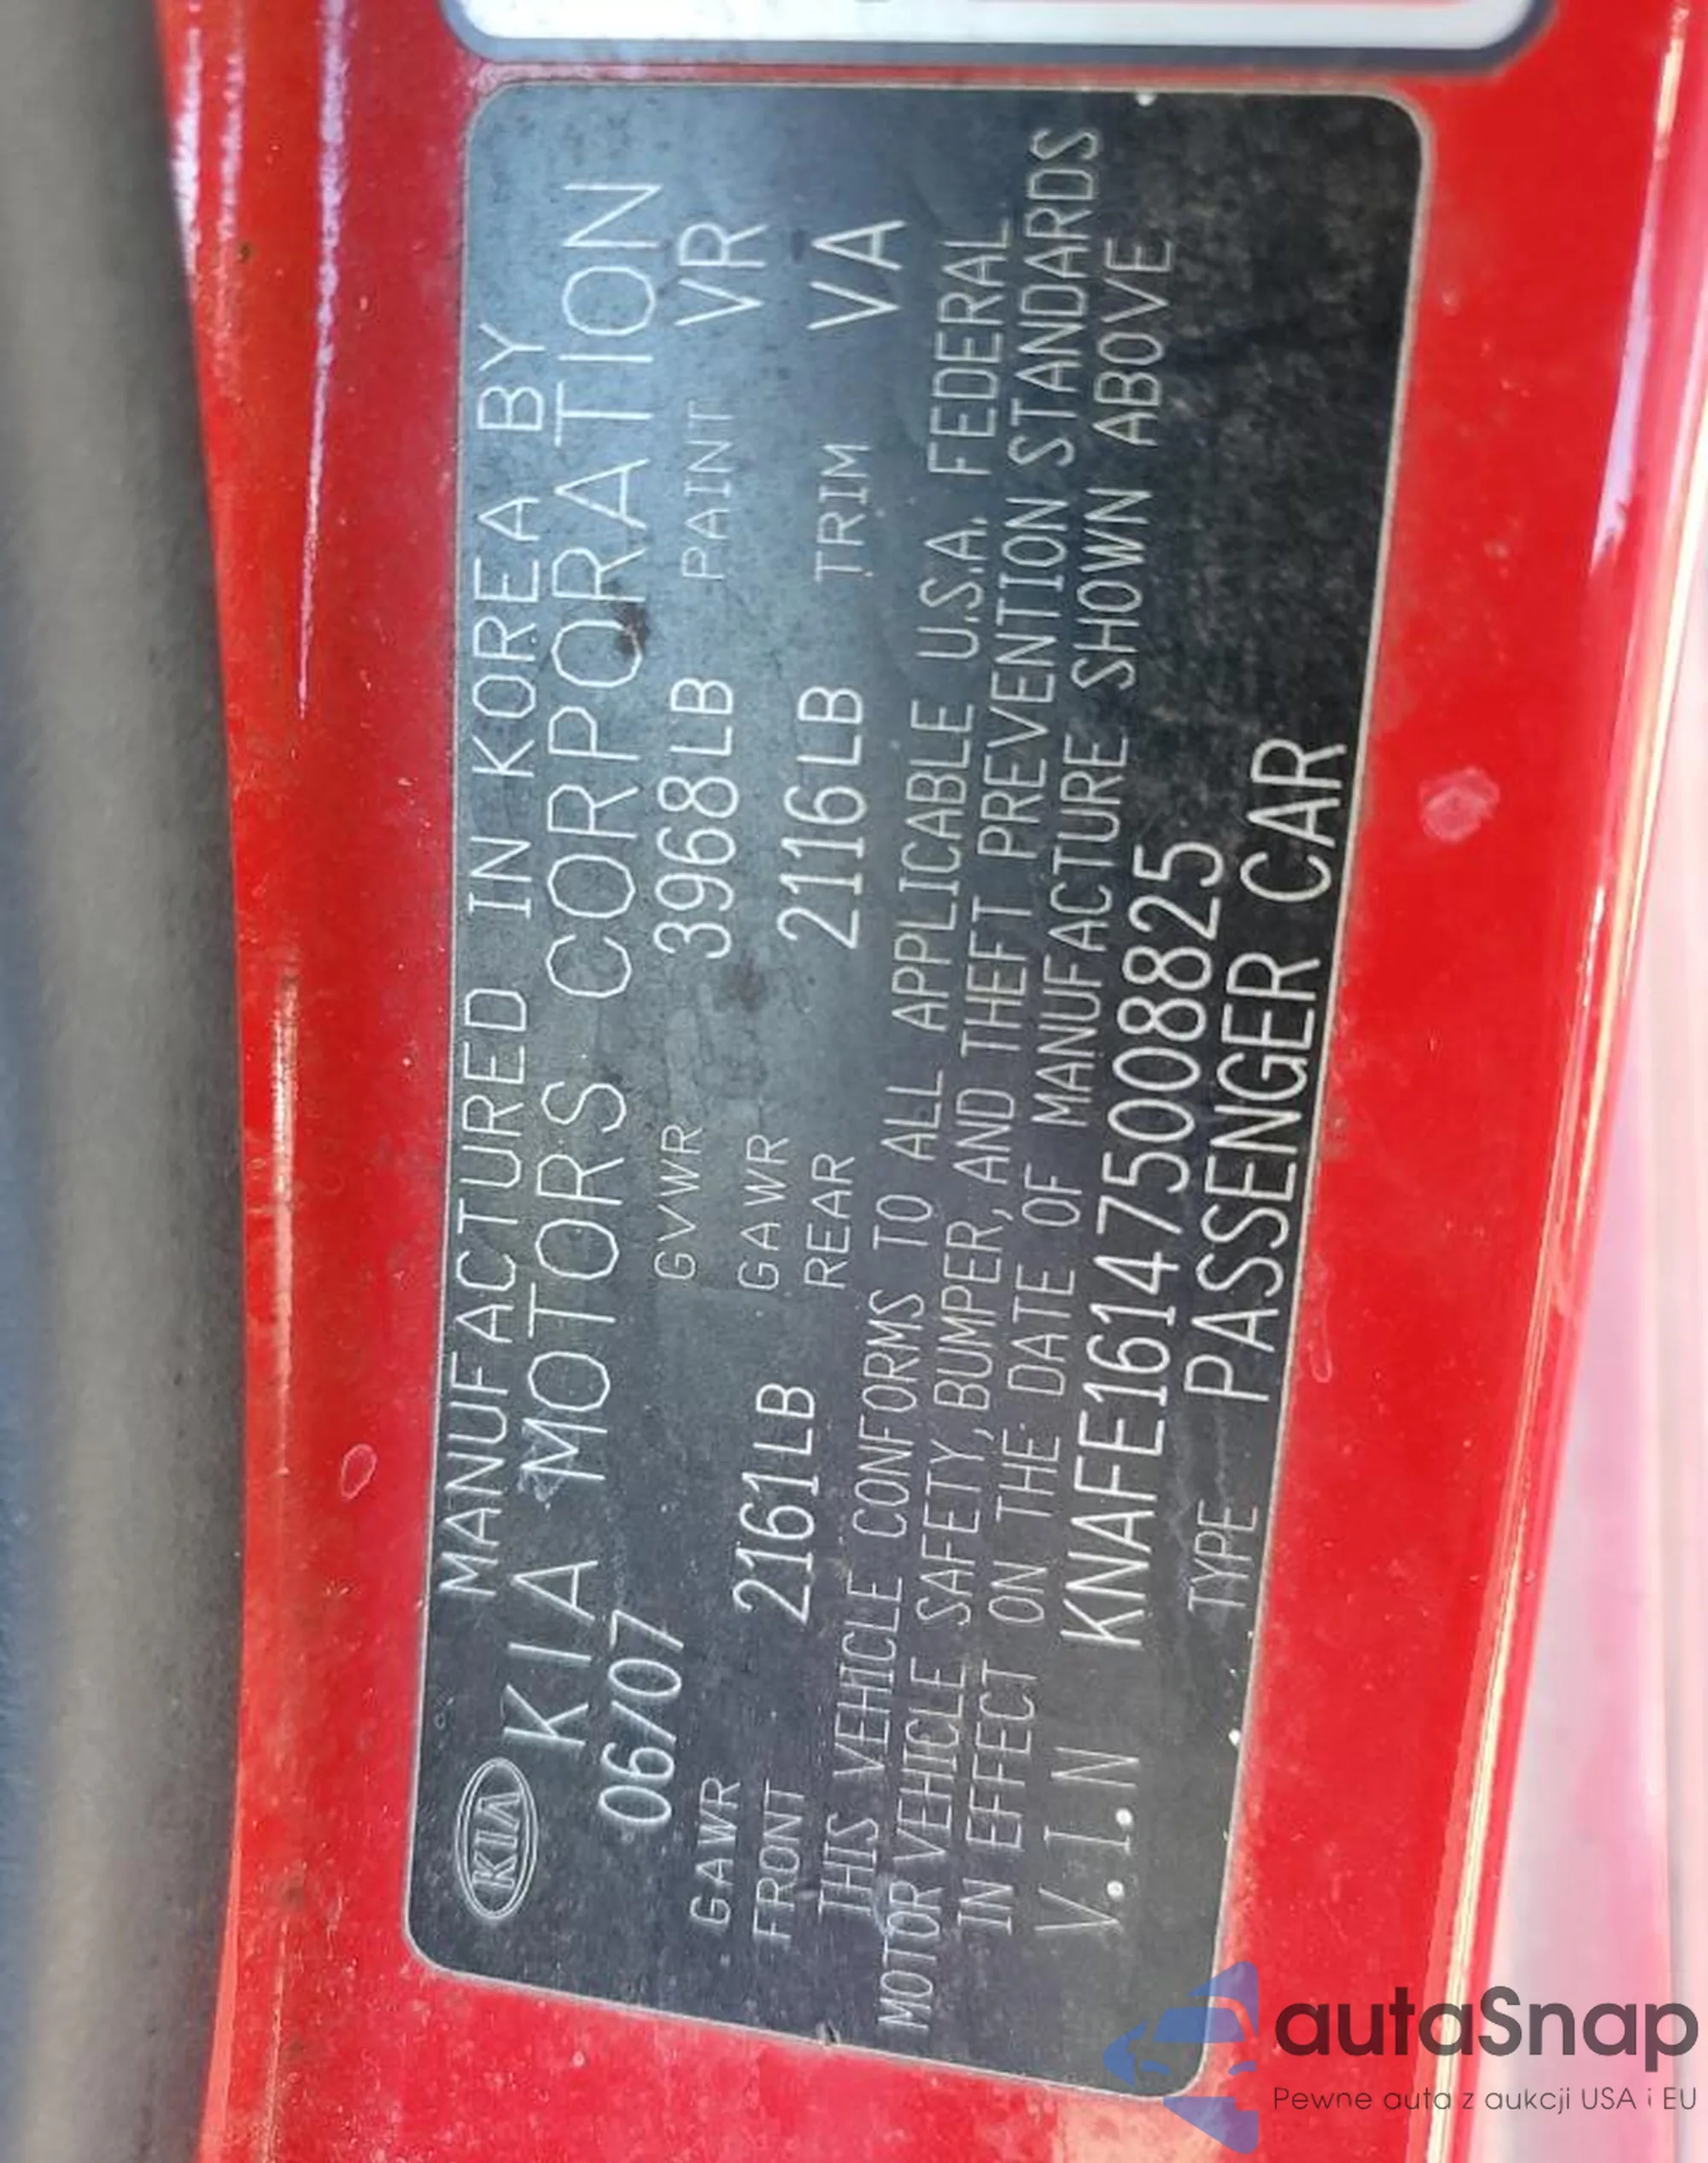 KIA
MANUFACTURED IN KOREA BY
KIA MOTORS CORPORATION
06/07 GVWR 3968LB PAINT VR
GAWR FRONT 2161LB GAWR REAR 2116LB TRIM VA
THIS VEHICLE CONFORMS TO ALL APPLICABLE U.S.A. FEDERAL
MOTOR VEHICLE SAFETY, BUMPER, AND THEFT PREVENTION STANDARDS
IN EFFECT ON THE DATE OF MANUFACTURE SHOWN ABOVE
V.I.N KNAFE161475008825
TYPE PASSENGER CAR
autaSnap
Pewne auta z aukcji USA i EU